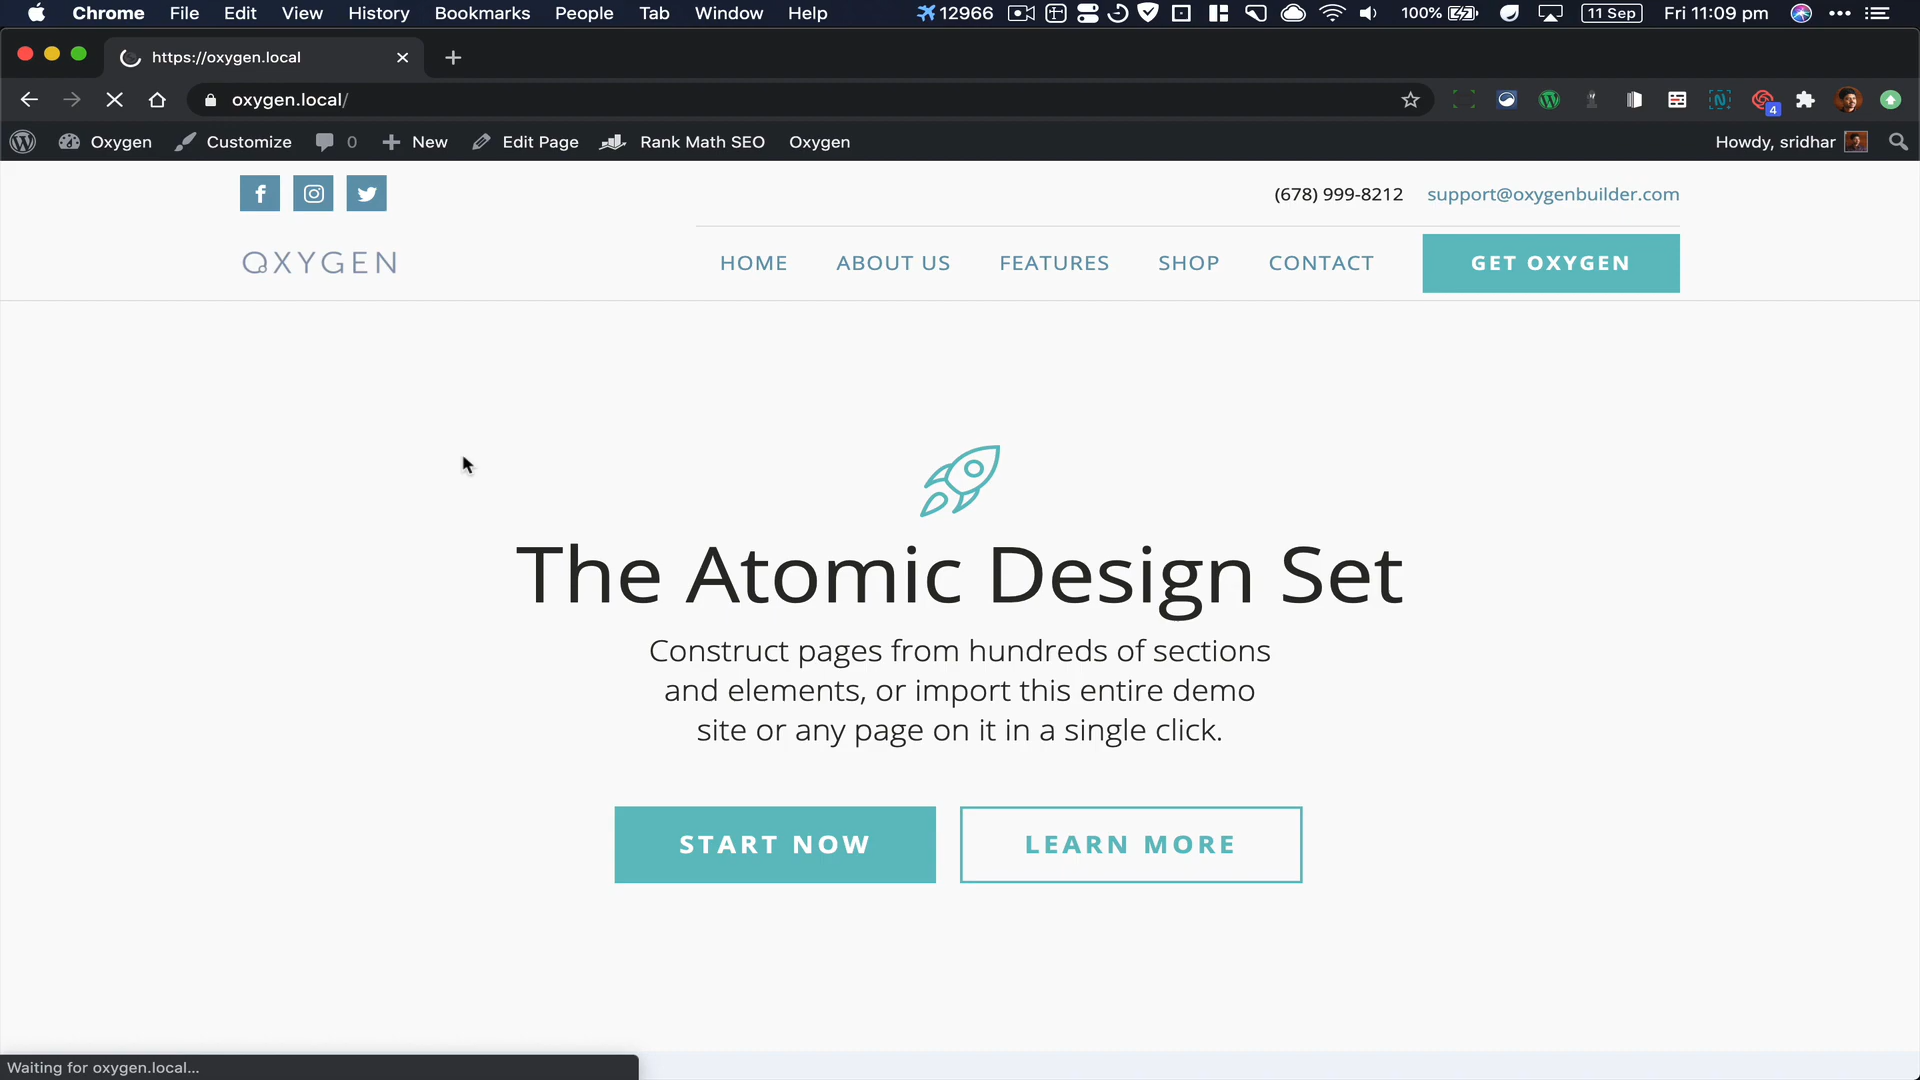 Chrome File Edit View History Bookmarks People Tab Window Help 12966 100% 11 Sep Fri 11:09 pm
https://oxygen.local
oxygen.local/
4
Oxygen Customize 0 New Edit Page Rank Math SEO Oxygen Howdy, sridhar
(678) 999-8212 support@oxygenbuilder.com
OXYGEN HOME ABOUT US FEATURES SHOP CONTACT GET OXYGEN
The Atomic Design Set
Construct pages from hundreds of sections
and elements, or import this entire demo
site or any page on it in a single click.
START NOW LEARN MORE
Waiting for oxygen.local...